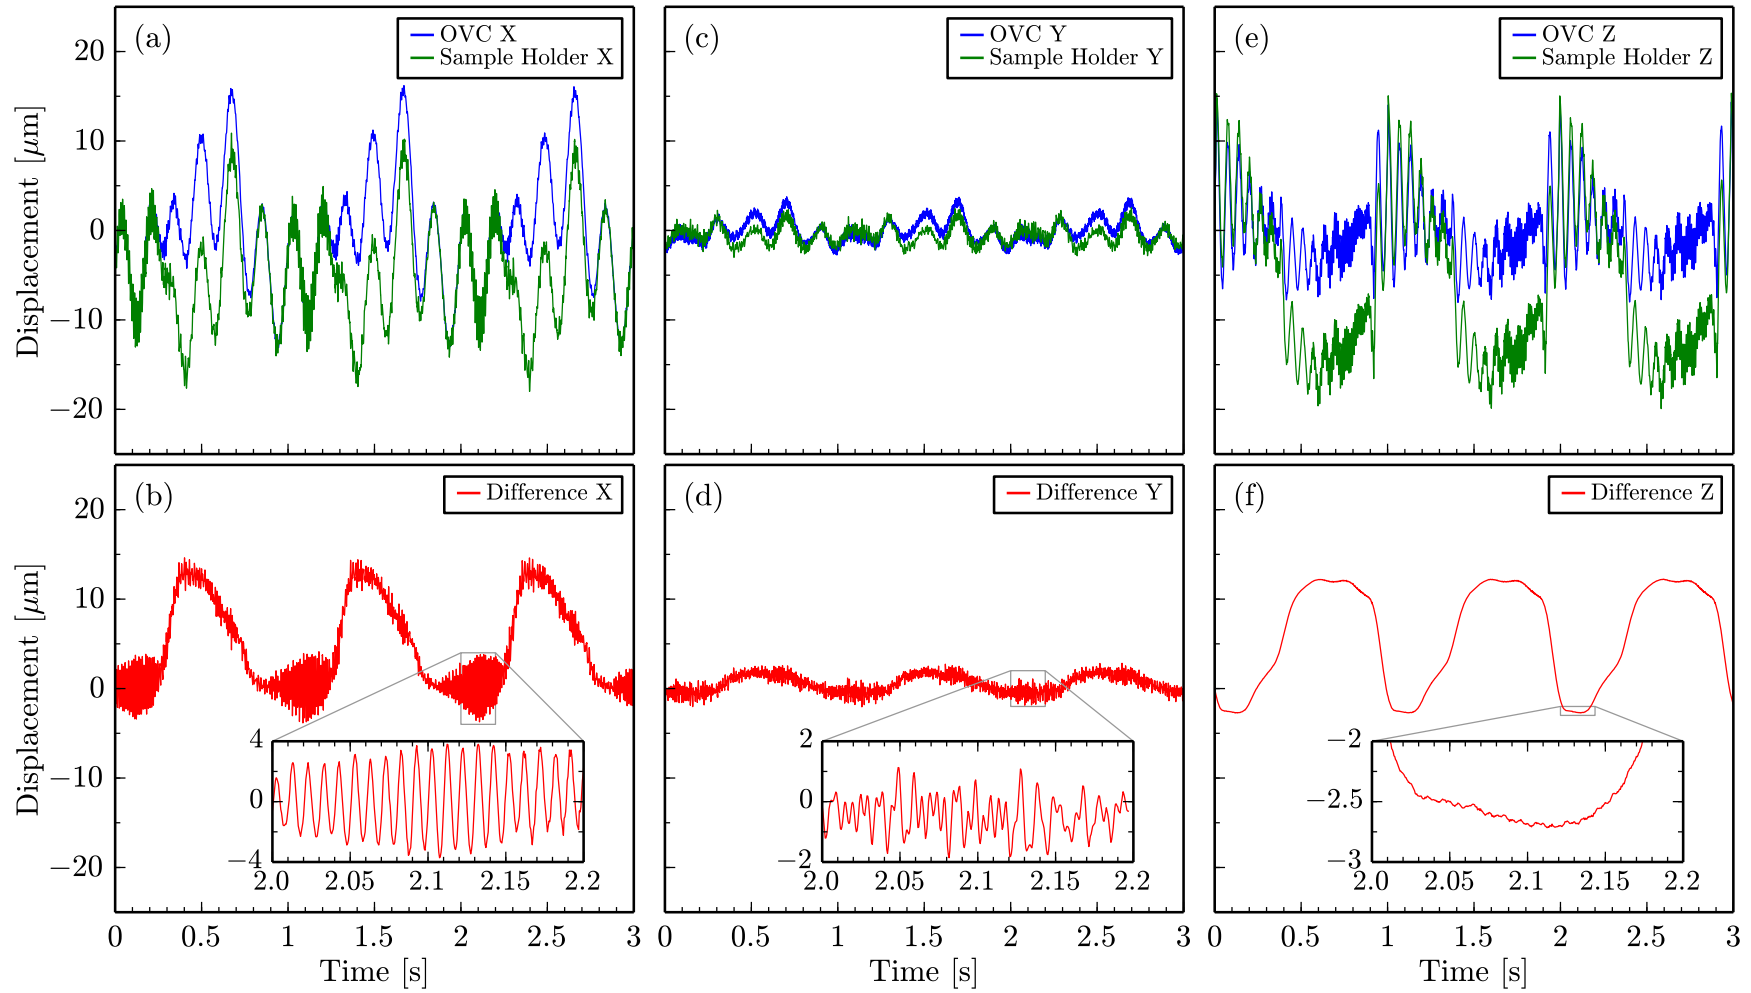 (a)
OVC X
Sample Holder X
(c)
OVC Y
Sample Holder Y
(e)
OVC Z
Sample Holder Z
20
10
0
−10
−20
Displacement [μm]
(b)
Difference X
(d)
Difference Y
(f)
Difference Z
20
10
0
−10
−20
Displacement [μm]
4
0
−4
2.0 2.05 2.1 2.15 2.2
2
0
−2
2.0 2.05 2.1 2.15 2.2
−2
−2.5
−3
2.0 2.05 2.1 2.15 2.2
0 0.5 1 1.5 2 2.5 3
0.5 1 1.5 2 2.5 3
0 0.5 1 1.5 2 2.5 3
Time [s]
Time [s]
Time [s]